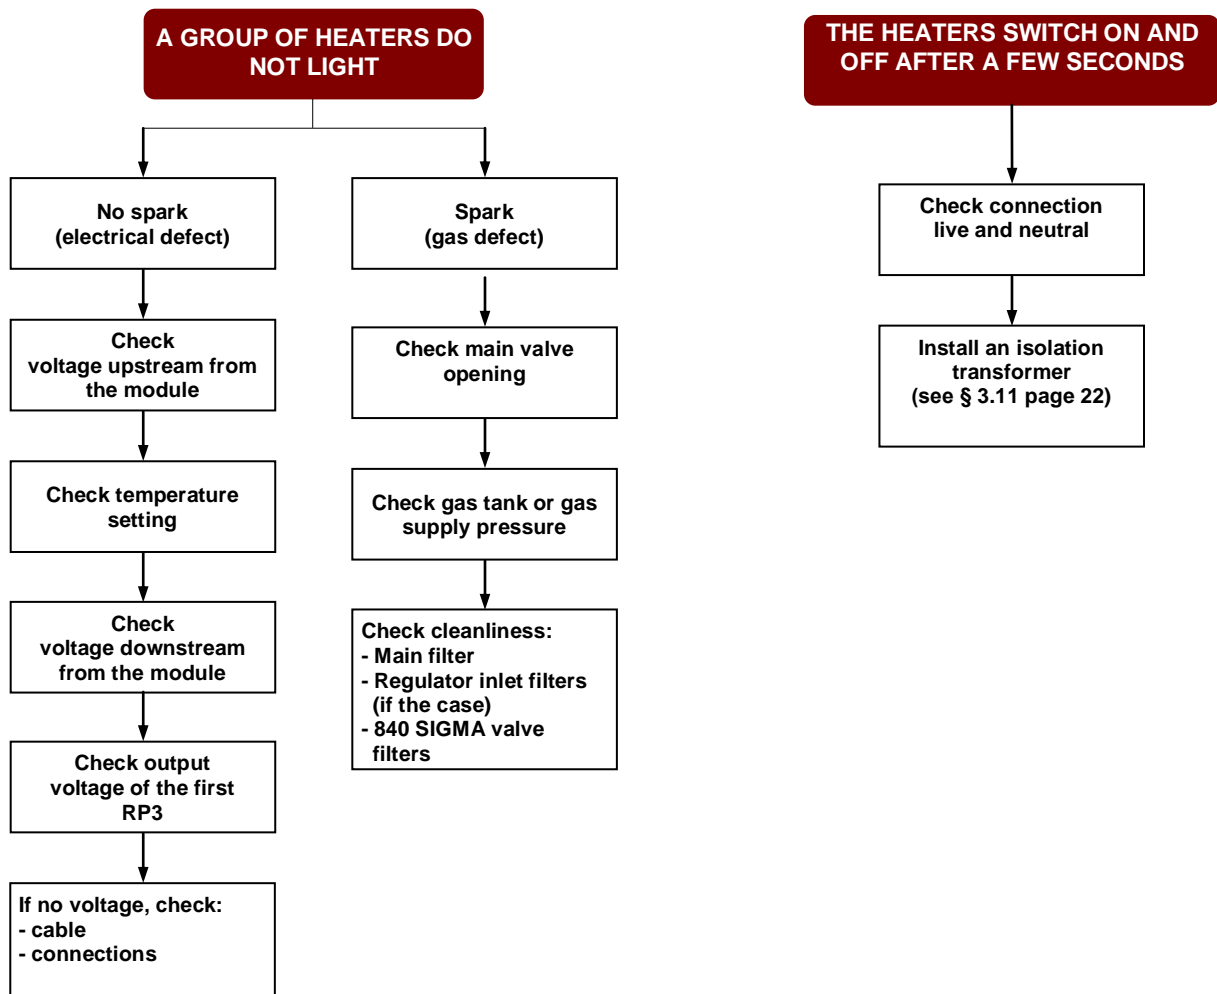 A GROUP OF HEATERS DO
NOT LIGHT
No spark
(electrical defect)
Check
voltage upstream from
the module
Check temperature
setting
Check
voltage downstream
from the module
Check output
voltage of the first
RP3
If no voltage, check:
- cable
- connections
Spark
(gas defect)
Check main valve
opening
Check gas tank or gas
supply pressure
Check cleanliness:
- Main filter
- Regulator inlet filters
(if the case)
- 840 SIGMA valve
filters
THE HEATERS SWITCH ON AND
OFF AFTER A FEW SECONDS
Check connection
live and neutral
Install an isolation
transformer
(see § 3.11 page 22)